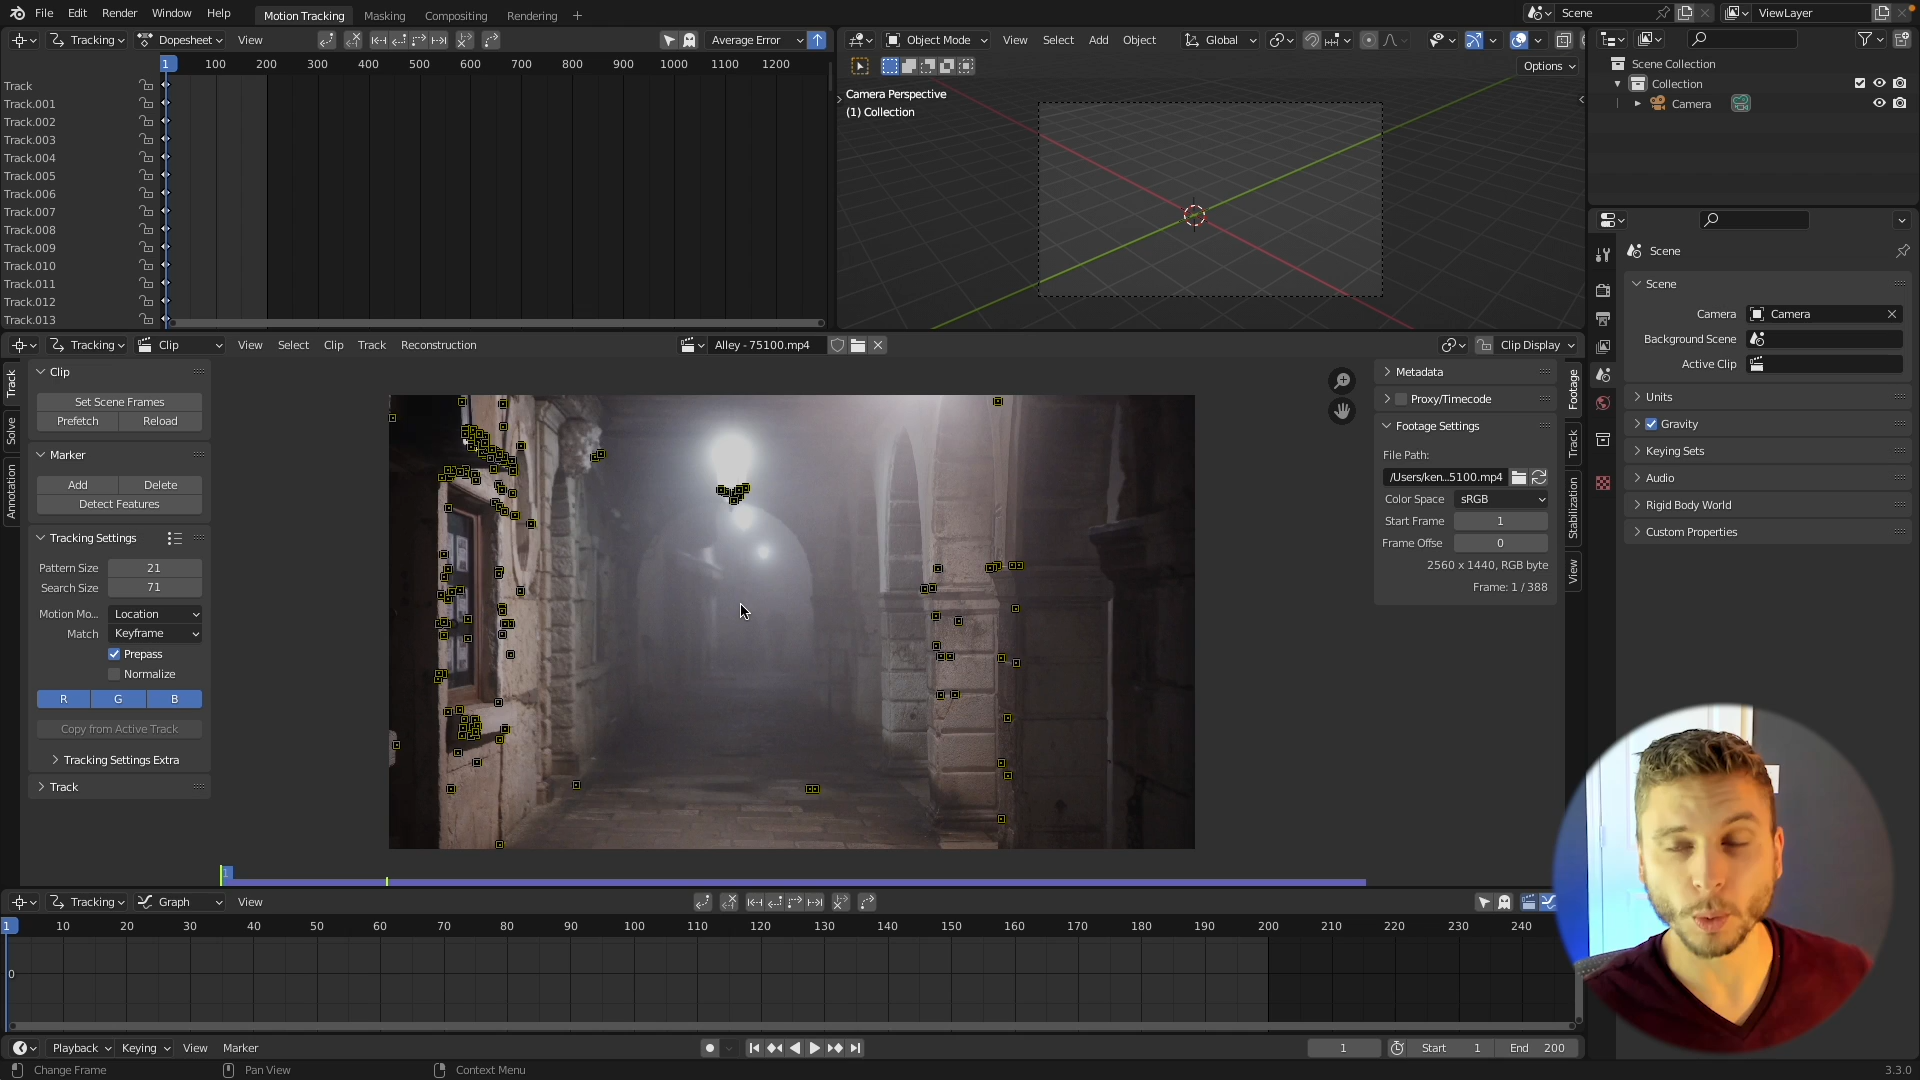 File Edit Render Window Help Motion Tracking Masking Compositing Rendering + Scene ViewLayer
Tracking Dopesheet View Average Error Object Mode View Select Add Object Global
1 100 200 300 400 500 600 700 800 900 1000 1100 1200
Options
Track
Track.001
Track.002
Track.003
Track.004
Track.005
Track.006
Track.007
Track.008
Track.009
Track.010
Track.011
Track.012
Track.013
Camera Perspective
(1) Collection
Scene Collection
Collection
Camera
Scene
Scene
Camera Camera
Background Scene
Active Clip
Units
Gravity
Keying Sets
Audio
Rigid Body World
Custom Properties
Tracking Clip View Select Clip Track Reconstruction Alley - 75100.mp4 Clip Display
Track
Solve
Annotation
Clip
Set Scene Frames
Prefetch Reload
Marker
Add Delete
Detect Features
Tracking Settings
Pattern Size 21
Search Size 71
Motion Mo... Location
Match Keyframe
Prepass
Normalize
R G B
Copy from Active Track
Tracking Settings Extra
Track
Metadata
Proxy/Timecode
Footage Settings
File Path:
/Users/ken...5100.mp4
Color Space sRGB
Start Frame 1
Frame Offse 0
2560 x 1440, RGB byte
Frame: 1 / 388
Footage
Track
Stabilization
View
1
Tracking Graph View
1 10 20 30 40 50 60 70 80 90 100 110 120 130 140 150 160 170 180 190 200 210 220 230 240
0
Playback Keying View Marker 1 Start 1 End 200
Change Frame Pan View Context Menu 3.3.0